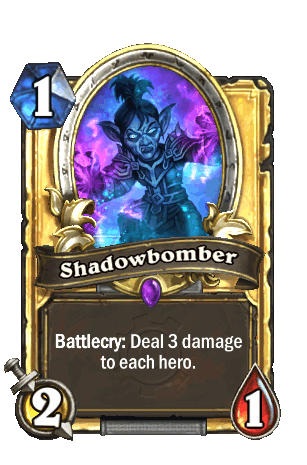 1
Shadowbomber
Battlecry: Deal 3 damage
to each hero.
2
1